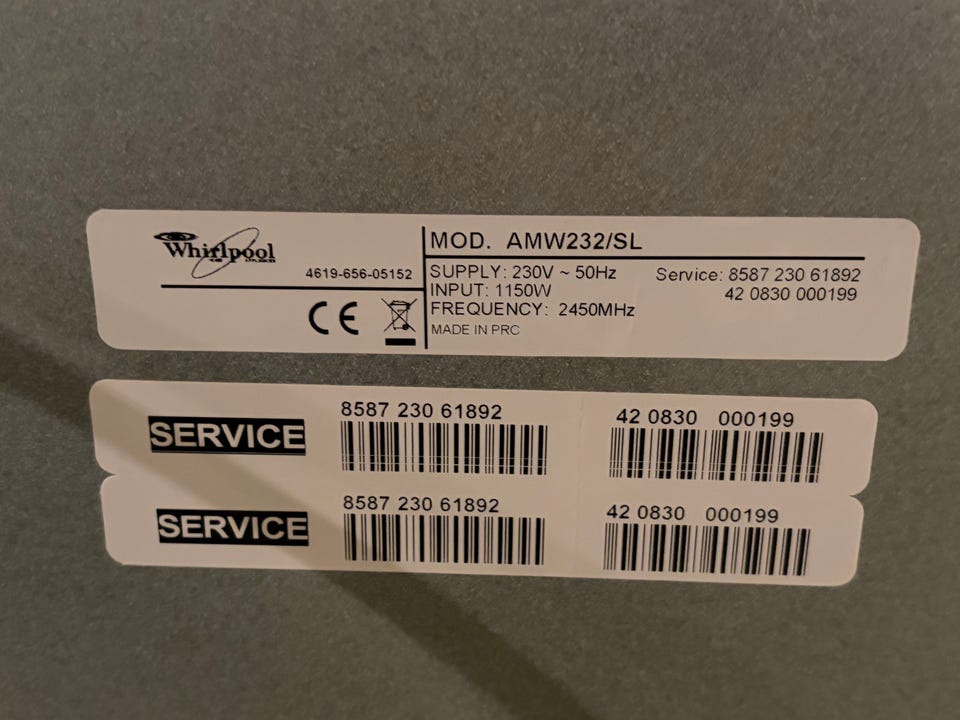 Whirlpool
4619-656-05152
CE
MOD. AMW232/SL
SUPPLY: 230V ~ 50Hz
INPUT: 1150W
FREQUENCY: 2450MHz
MADE IN PRC
Service: 8587 230 61892
42 0830 000199
SERVICE
8587 230 61892
42 0830 000199
SERVICE
8587 230 61892
42 0830 000199